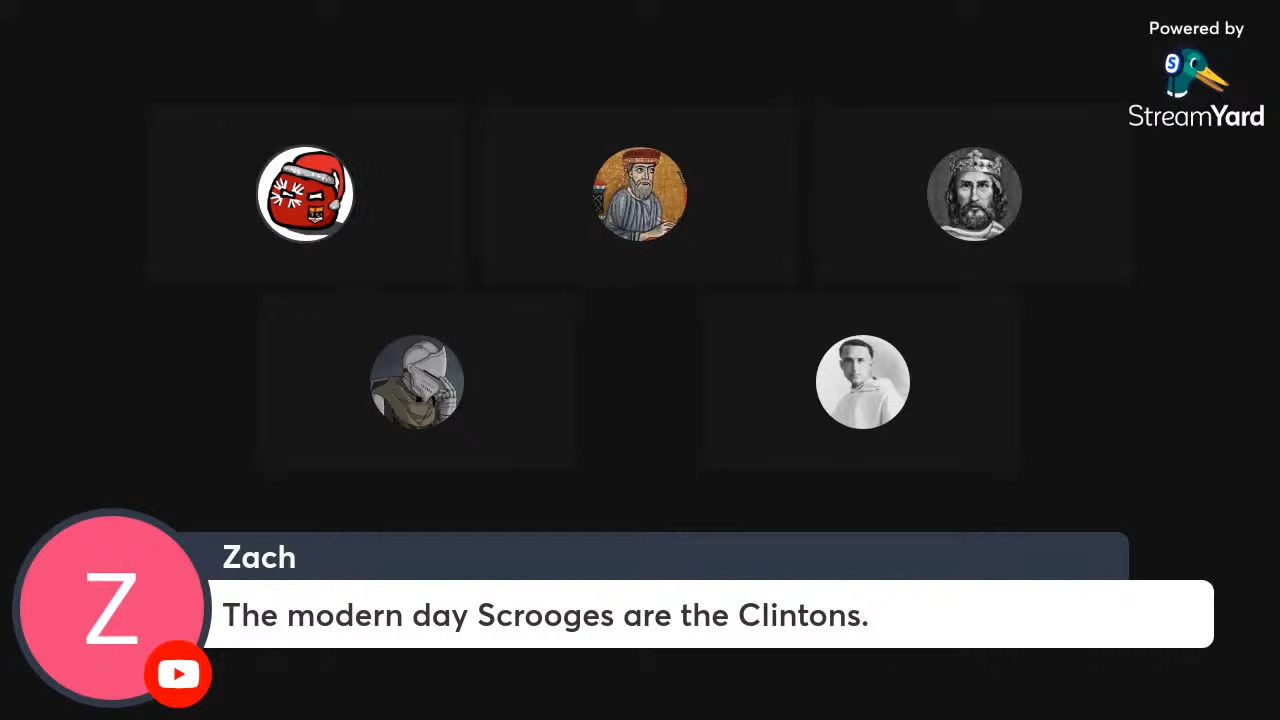 Powered by
S
StreamYard
Z
Zach
The modern day Scrooges are the Clintons.